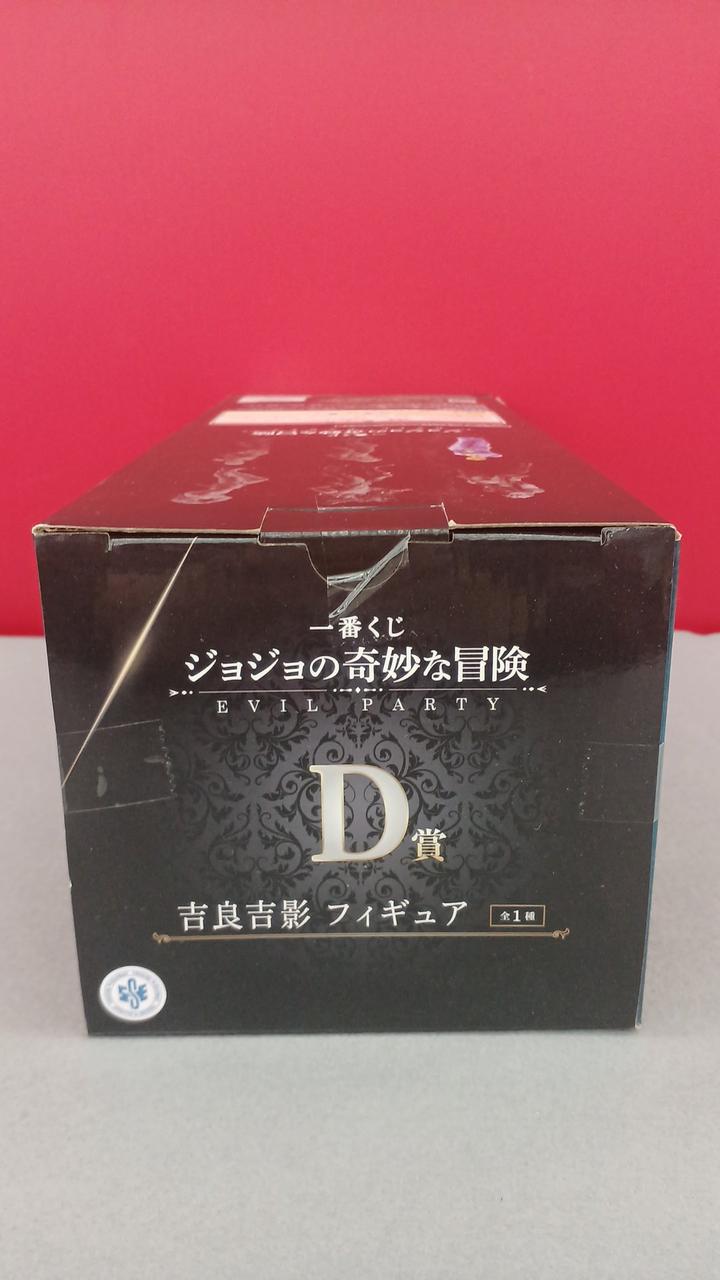 一番くじ
ジョジョの奇妙な冒険
EVIL PARTY
D賞
吉良吉影 フィギュア 全1種